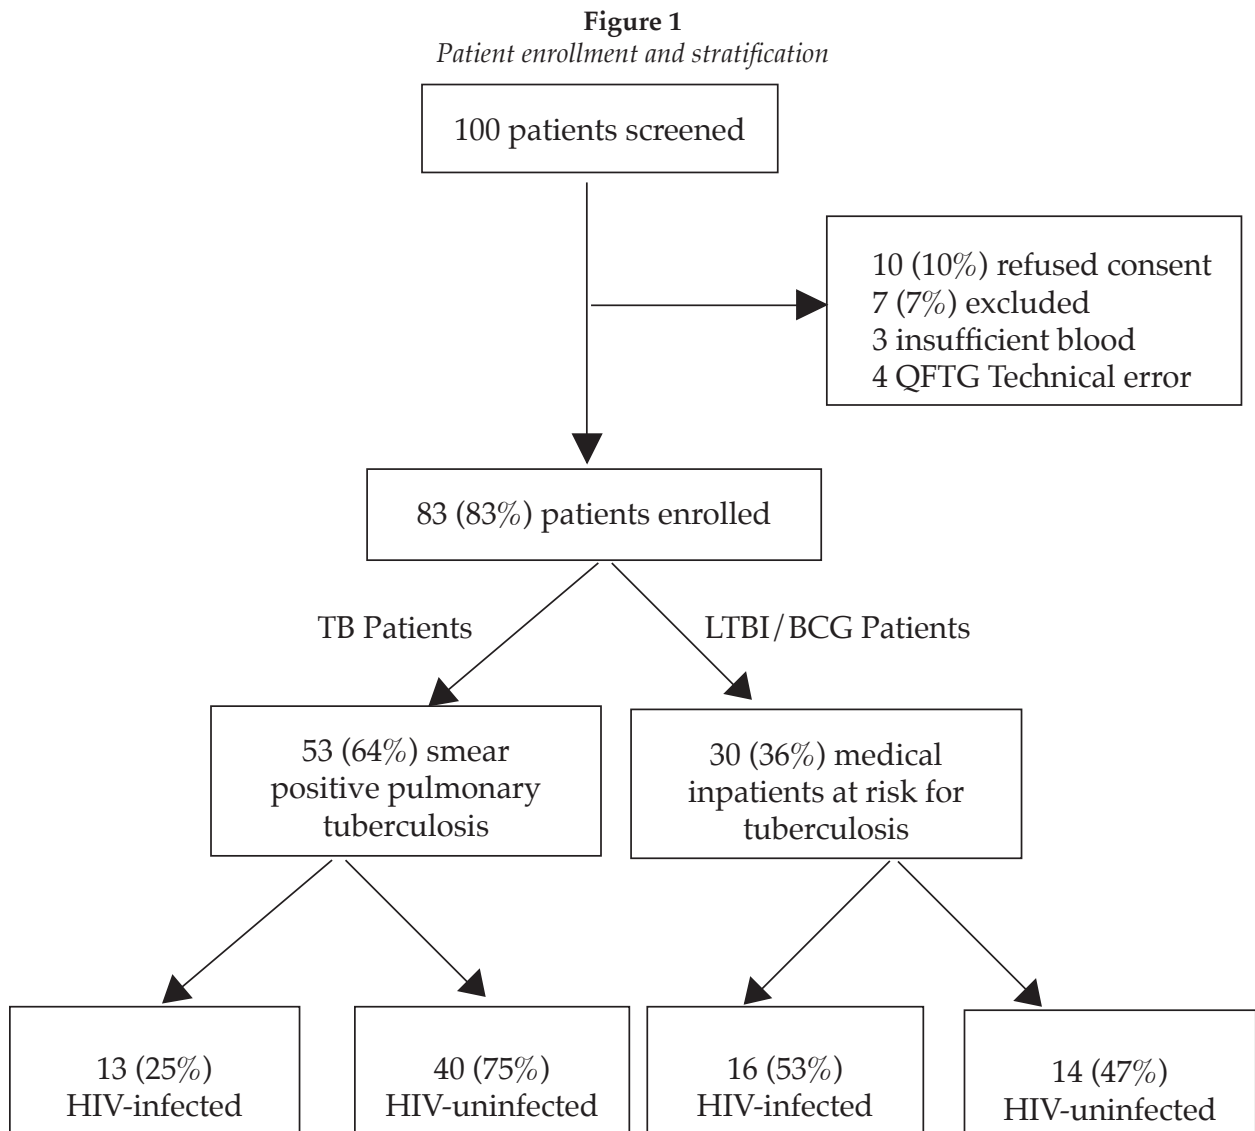 Figure 1
Patient enrollment and stratification
100 patients screened
10 (10%) refused consent
7 (7%) excluded
3 insufficient blood
4 QFTG Technical error
83 (83%) patients enrolled
TB Patients
LTBI/BCG Patients
53 (64%) smear
positive pulmonary
tuberculosis
30 (36%) medical
inpatients at risk for
tuberculosis
13 (25%)
HIV-infected
40 (75%)
HIV-uninfected
16 (53%)
HIV-infected
14 (47%)
HIV-uninfected